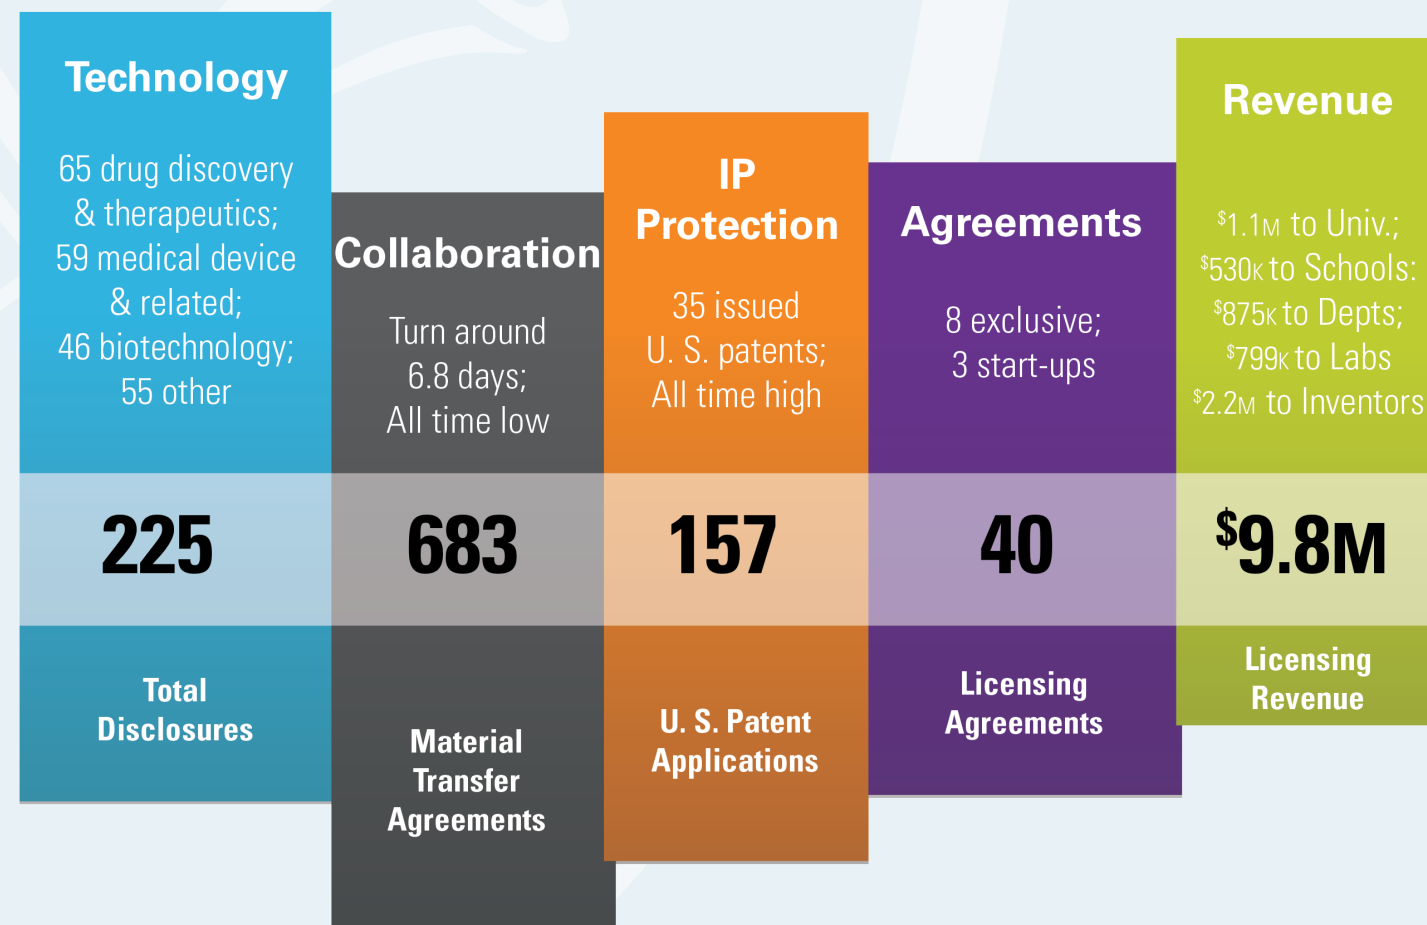 Technology
65 drug discovery
& therapeutics;
59 medical device
& related;
46 biotechnology;
55 other
225
Total
Disclosures
Collaboration
Turn around
6.8 days;
All time low
683
Material
Transfer
Agreements
IP
Protection
35 issued
U. S. patents;
All time high
157
U. S. Patent
Applications
Agreements
8 exclusive;
3 start-ups
40
Licensing
Agreements
Revenue
$1.1M to Univ.;
$530K to Schools:
$875K to Depts;
$799K to Labs
$2.2M to Inventors
$9.8M
Licensing
Revenue